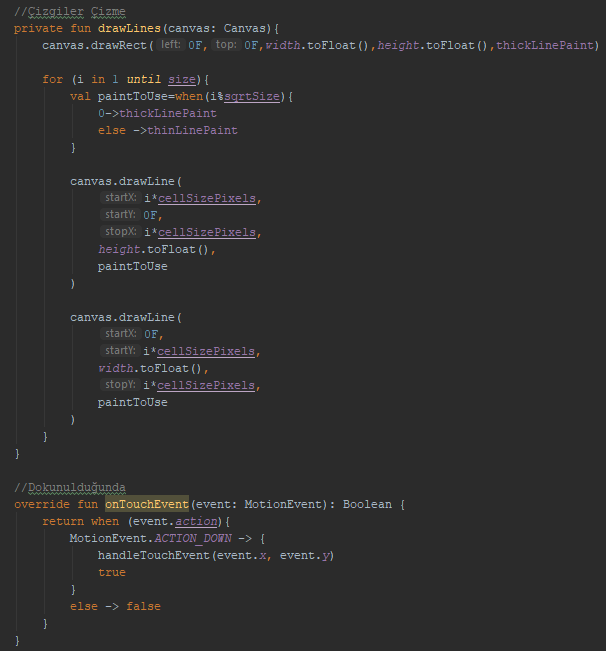 //Çizgiler Çizme
private fun drawLines(canvas: Canvas){
    canvas.drawRect( left: 0F, top: 0F,width.toFloat(),height.toFloat(),thickLinePaint)
    for (i in 1 until size){
        val paintToUse=when(i%sqrtSize){
            0->thickLinePaint
            else ->thinLinePaint
        }
        canvas.drawLine(
            startX: i*cellSizePixels,
            startY: 0F,
            stopX: i*cellSizePixels,
            height.toFloat(),
            paintToUse
        )
        canvas.drawLine(
            startX: 0F,
            startY: i*cellSizePixels,
            width.toFloat(),
            stopY: i*cellSizePixels,
            paintToUse
        )
    }
}
//Dokunulduğunda
override fun onTouchEvent(event: MotionEvent): Boolean {
    return when (event.action){
        MotionEvent.ACTION_DOWN -> {
            handleTouchEvent(event.x, event.y)
            true
        }
        else -> false
    }
}